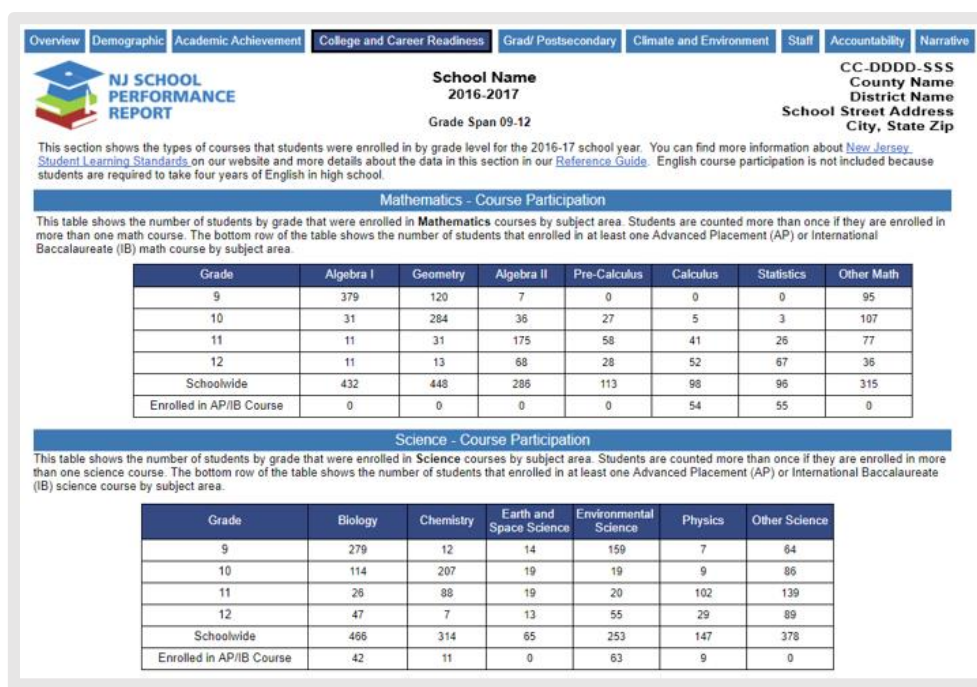 Overview Demographic Academic Achievement College and Career Readiness Grad/ Postsecondary Climate and Environment Staff Accountability Narrative
NJ SCHOOL
PERFORMANCE
REPORT
School Name
2016-2017
Grade Span 09-12
CC-DDDD-SSS
County Name
District Name
School Street Address
City, State Zip
This section shows the types of courses that students were enrolled in by grade level for the 2016-17 school year. You can find more information about New Jersey
Student Learning Standards on our website and more details about the data in this section in our Reference Guide. English course participation is not included because
students are required to take four years of English in high school.
Mathematics - Course Participation
This table shows the number of students by grade that were enrolled in Mathematics courses by subject area. Students are counted more than once if they are enrolled in
more than one math course. The bottom row of the table shows the number of students that enrolled in at least one Advanced Placement (AP) or International
Baccalaureate (IB) math course by subject area.
Grade Algebra I Geometry Algebra II Pre-Calculus Calculus Statistics Other Math
9 379 120 7 0 0 0 95
10 31 284 36 27 5 3 107
11 11 31 175 58 41 26 77
12 11 13 68 28 52 67 36
Schoolwide 432 448 286 113 98 96 315
Enrolled in AP/IB Course 0 0 0 0 54 55 0
Science - Course Participation
This table shows the number of students by grade that were enrolled in Science courses by subject area. Students are counted more than once if they are enrolled in more
than one science course. The bottom row of the table shows the number of students that enrolled in at least one Advanced Placement (AP) or International Baccalaureate
(IB) science course by subject area.
Grade Biology Chemistry Earth and Space Science Environmental Science Physics Other Science
9 279 12 14 159 7 64
10 114 207 19 19 9 86
11 26 88 19 20 102 139
12 47 7 13 55 29 89
Schoolwide 466 314 65 253 147 378
Enrolled in AP/IB Course 42 11 0 63 9 0